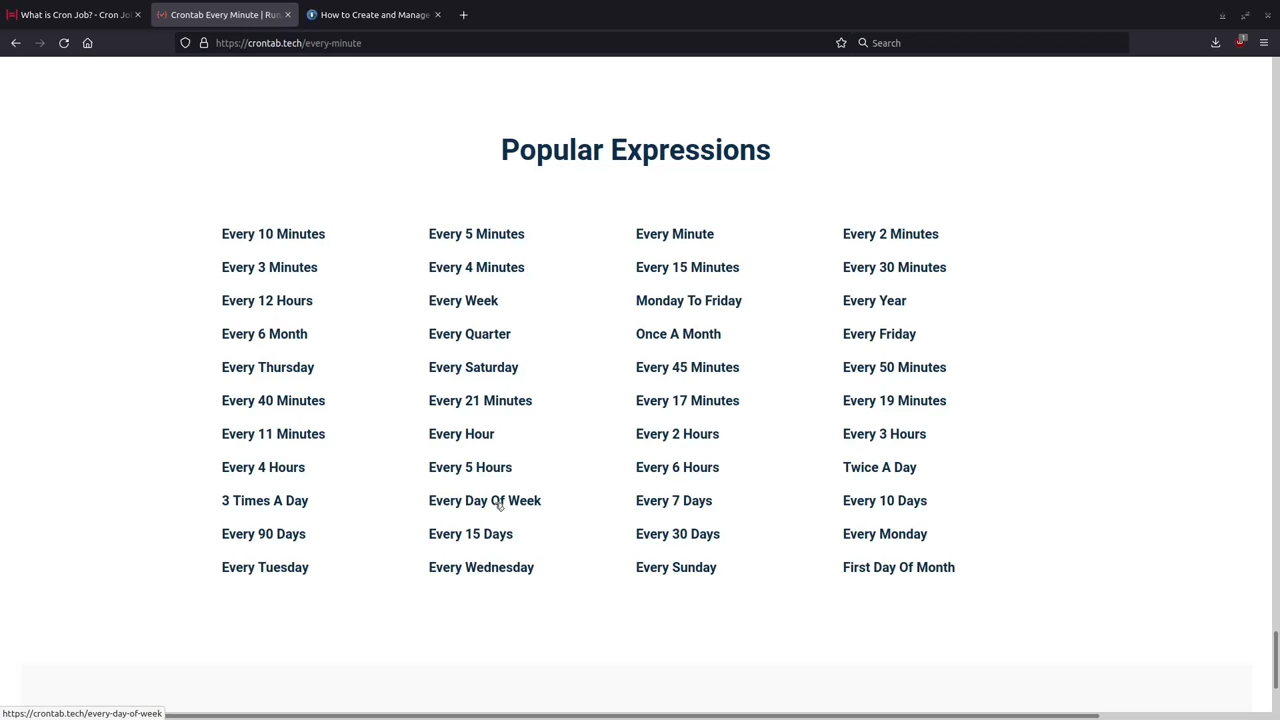 What is Cron Job? - Cron Jo
Crontab Every Minute | Run
How to Create and Manage
https://crontab.tech/every-minute
Search
1
Popular Expressions
Every 10 Minutes Every 5 Minutes Every Minute Every 2 Minutes
Every 3 Minutes Every 4 Minutes Every 15 Minutes Every 30 Minutes
Every 12 Hours Every Week Monday To Friday Every Year
Every 6 Month Every Quarter Once A Month Every Friday
Every Thursday Every Saturday Every 45 Minutes Every 50 Minutes
Every 40 Minutes Every 21 Minutes Every 17 Minutes Every 19 Minutes
Every 11 Minutes Every Hour Every 2 Hours Every 3 Hours
Every 4 Hours Every 5 Hours Every 6 Hours Twice A Day
3 Times A Day Every Day Of Week Every 7 Days Every 10 Days
Every 90 Days Every 15 Days Every 30 Days Every Monday
Every Tuesday Every Wednesday Every Sunday First Day Of Month
https://crontab.tech/every-day-of-week